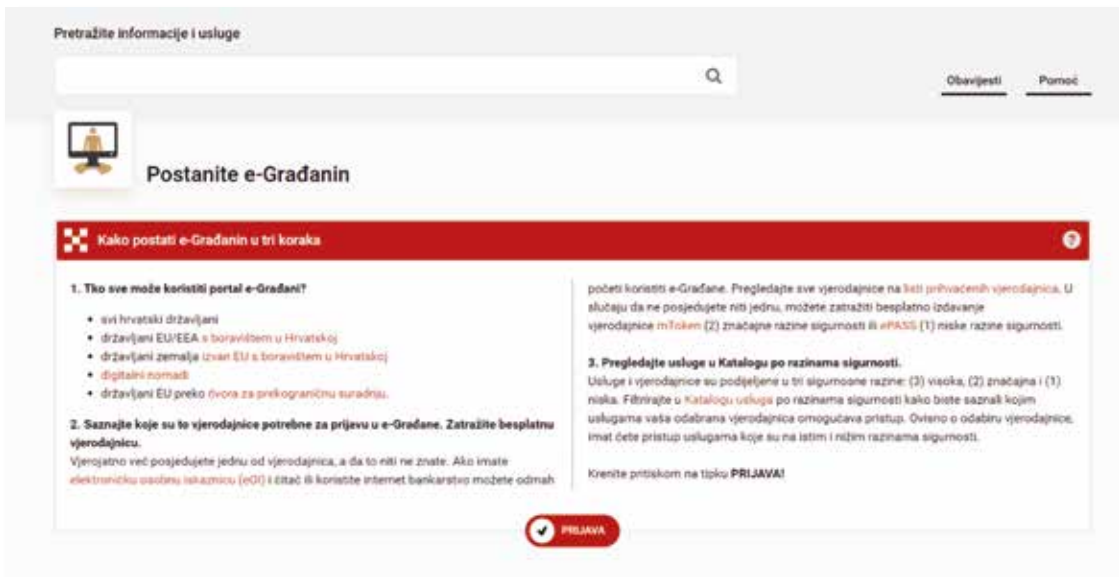 Pretražite informacije i usluge
Obavijesti
Pomoć
Postanite e-Građanin
Kako postati e-Građanin u tri koraka
?
1. Tko sve može koristiti portal e-Građani?
• svi hrvatski državljani
• državljani EU/EEA s boravištem u Hrvatskoj
• državljani zemalja izvan EU s boravištem u Hrvatskoj
• digitalni nomadi
• državljani EU preko čvora za prekograničnu suradnju.
2. Saznajte koje su to vjerodajnice potrebne za prijavu u e-Građane. Zatražite besplatnu
vjerodajnicu.
Vjerojatno već posjedujete jednu od vjerodajnica, a da to niti ne znate. Ako imate
elektroničku osobnu iskaznicu (eOI) i čitač ili koristite internet bankarstvo možete odmah
početi koristiti e-Građane. Pregledajte sve vjerodajnice na listi prihvaćenih vjerodajnica. U
slučaju da ne posjedujete niti jednu, možete zatražiti besplatno izdavanje
vjerodajnice mToken (2) značajne razine sigurnosti ili ePASS (1) niske razine sigurnosti.
3. Pregledajte usluge u Katalogu po razinama sigurnosti.
Usluge i vjerodajnice su podijeljene u tri sigurnosne razine: (3) visoka, (2) značajna i (1)
niska. Filtrirajte u Katalogu usluga po razinama sigurnosti kako biste saznali kojim
uslugama vaša odabrana vjerodajnica omogućava pristup. Ovisno o odabiru vjerodajnice,
imat ćete pristup uslugama koje su na istim i nižim razinama sigurnosti.
Krenite pritiskom na tipku PRIJAVA!
PRIJAVA